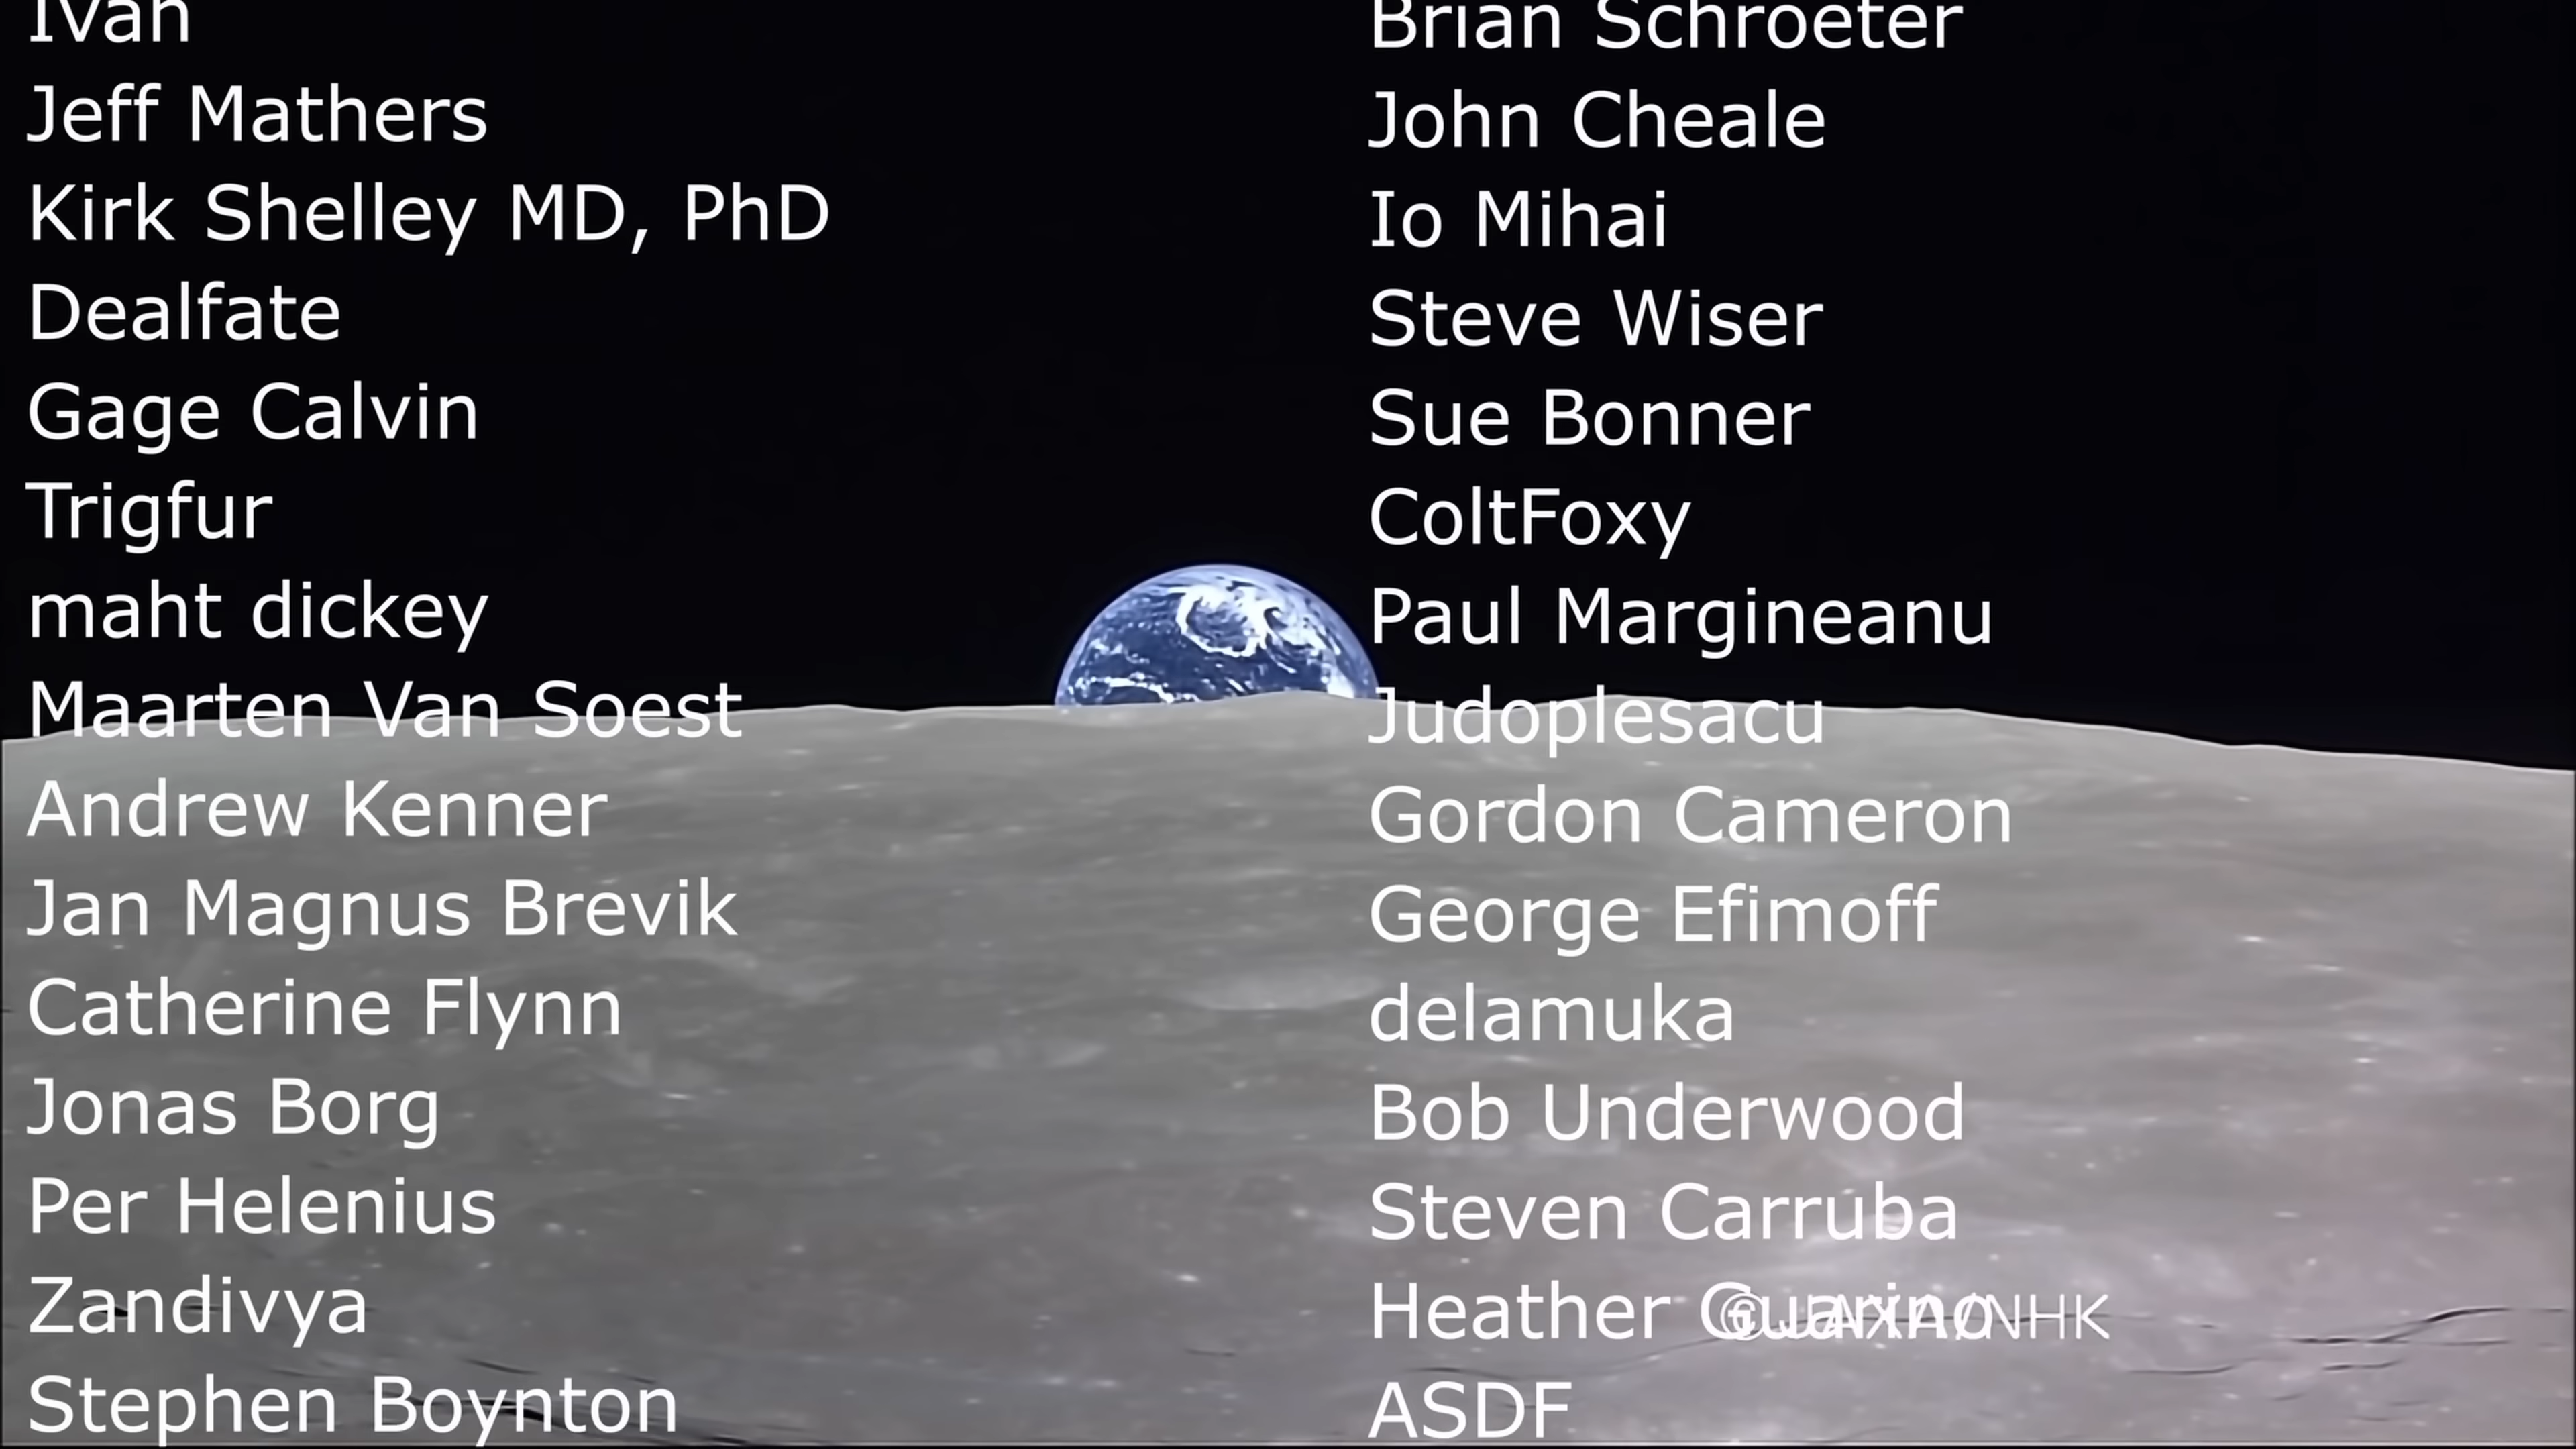 Ivan
Jeff Mathers
Kirk Shelley MD, PhD
Dealfate
Gage Calvin
Trigfur
maht dickey
Maarten Van Soest
Andrew Kenner
Jan Magnus Brevik
Catherine Flynn
Jonas Borg
Per Helenius
Zandivya
Stephen Boynton
Brian Schroeter
John Cheale
Io Mihai
Steve Wiser
Sue Bonner
ColtFoxy
Paul Margineanu
Judoplesacu
Gordon Cameron
George Efimoff
delamuka
Bob Underwood
Steven Carruba
Heather Guarino
©JAXA/NHK
ASDF